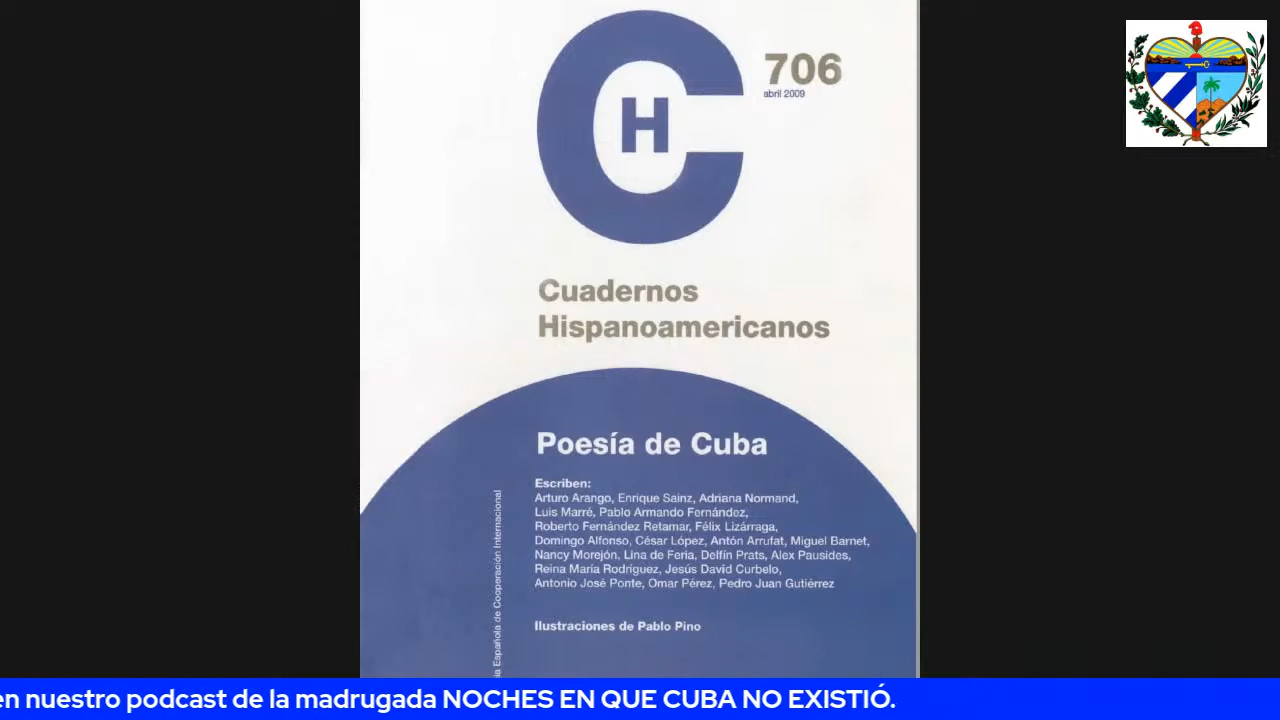 C
H
706
abril 2009
Cuadernos
Hispanoamericanos
Poesía de Cuba
Escriben:
Arturo Arango, Enrique Sainz, Adriana Normand,
Luis Marré, Pablo Armando Fernández,
Roberto Fernández Retamar, Félix Lizárraga,
Domingo Alfonso, César López, Antón Arrufat, Miguel Barnet,
Nancy Morejón, Lina de Feria, Delfín Prats, Alex Pausides,
Reina María Rodríguez, Jesús David Curbelo,
Antonio José Ponte, Omar Pérez, Pedro Juan Gutiérrez
Ilustraciones de Pablo Pino
Española de Cooperación Internacional
en nuestro podcast de la madrugada NOCHES EN QUE CUBA NO EXISTIÓ.